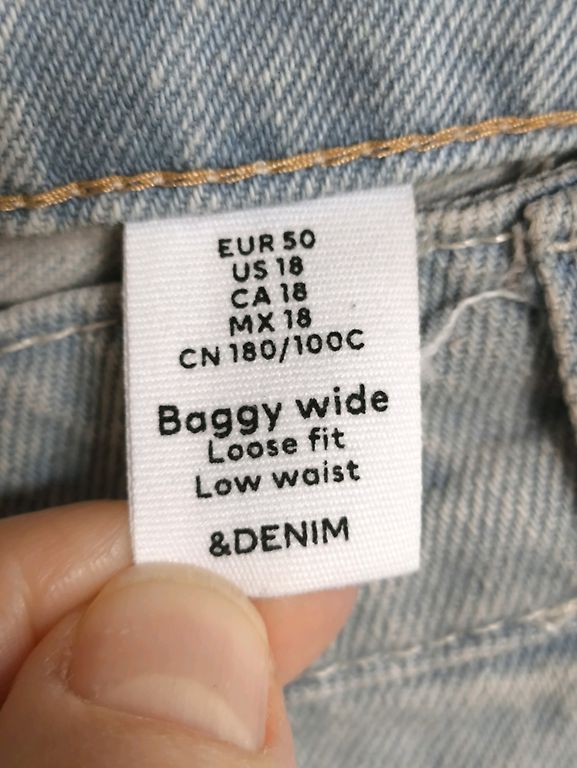 EUR 50
US 18
CA 18
MX 18
CN 180/100C
Baggy wide
Loose fit
Low waist
&DENIM